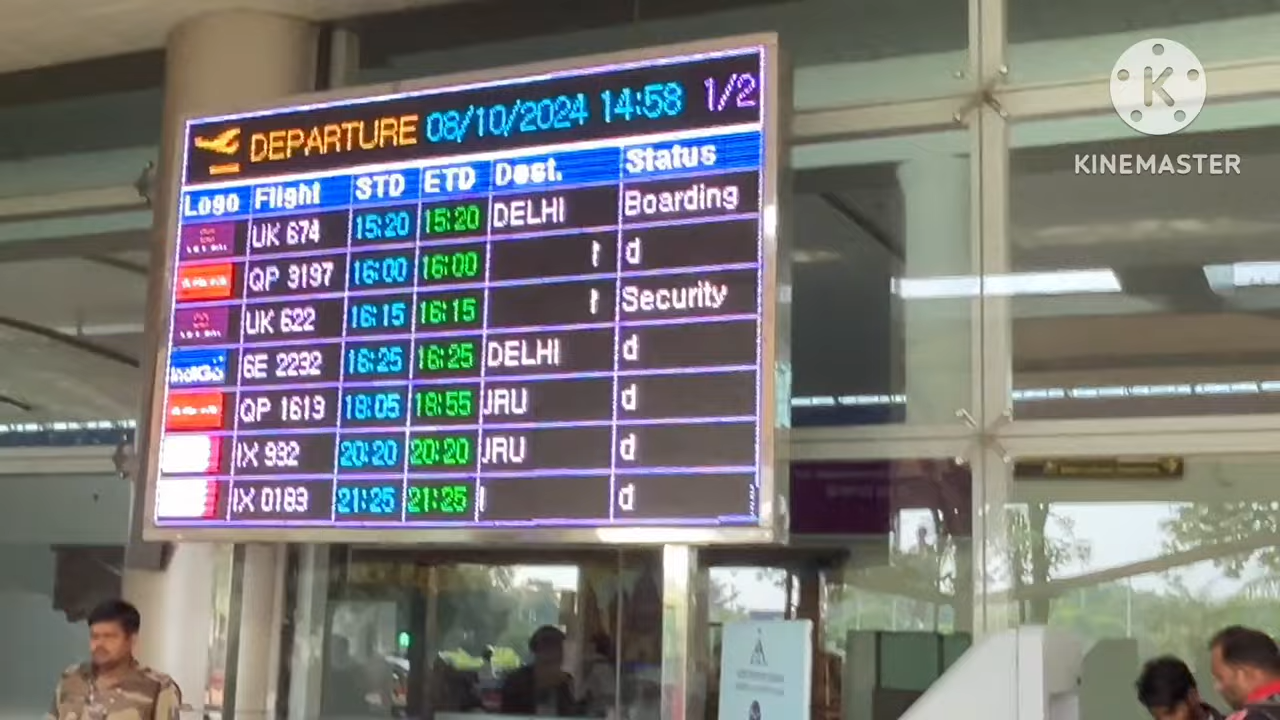 DEPARTURE 08/10/2024 14:58 1/2
Logo Flight STD ETD Dest. Status
UK 674 15:20 15:20 DELHI Boarding
QP 3197 16:00 16:00 d
UK 622 16:15 16:15 Security
IndiGo 6E 2232 16:25 16:25 DELHI d
QP 1613 18:05 18:55 JRU d
IX 992 20:20 20:20 JRU d
IX 0183 21:25 21:25 d
K
KINEMASTER